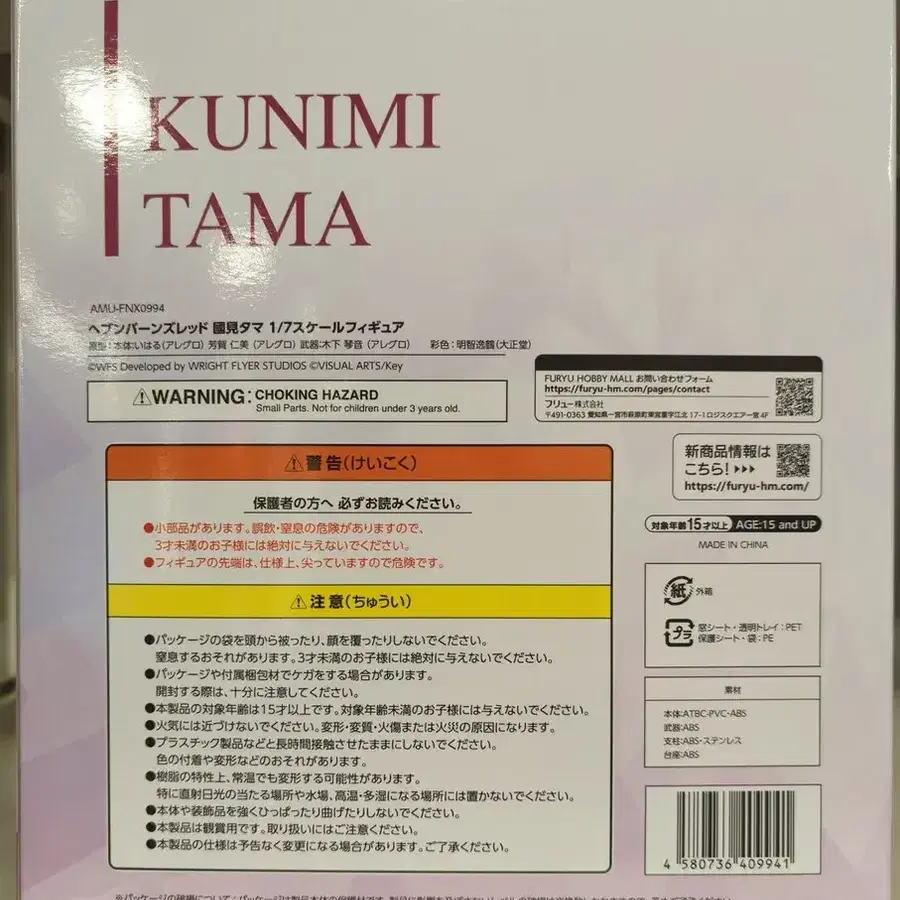 KUNIMI
TAMA
AMU-FNX0994
ヘブンバーンズレッド 國見タマ 1/7スケールフィギュア
原型:本体:いはる(アレグロ) 芳賀 仁美(アレグロ) 武器:木下 琴音(アレグロ) 彩色:明智逸鶴(大正堂)
©WFS Developed by WRIGHT FLYER STUDIOS ©VISUAL ARTS/Key
⚠WARNING: CHOKING HAZARD
Small Parts. Not for children under 3 years old.
FURYU HOBBY MALL お問い合わせフォーム
https://furyu-hm.com/pages/contact
フリュー株式会社
〒491-0363 愛知県一宮市萩原町東宮重字江北 17-1ロジスクエアー宮 4F
新商品情報は
こちら!▶▶▶
https://furyu-hm.com/
対象年齢15才以上 AGE:15 and UP
MADE IN CHINA
紙 外箱
プラ 窓シート・透明トレイ:PET
保護シート・袋:PE
素材
本体:ATBC-PVC・ABS
武器:ABS
支柱:ABS・ステンレス
台座:ABS
4 580736 409941
⚠警告(けいこく)
保護者の方へ 必ずお読みください。
●小部品があります。誤飲・窒息の危険がありますので、
3才未満のお子様には絶対に与えないでください。
●フィギュアの先端は、仕様上、尖っていますので危険です。
⚠注意(ちゅうい)
●パッケージの袋を頭から被ったり、顔を覆ったりしないでください。
窒息するおそれがあります。3才未満のお子様には絶対に与えないでください。
●パッケージや付属梱包材でケガをする場合があります。
開封する際は、十分に注意してください。
●本製品の対象年齢は15才以上です。対象年齢未満のお子様には与えないでください。
●火気には近づけないでください。変形・変質・火傷または火災の原因になります。
●プラスチック製品などと長時間接触させたままにしないでください。
色の付着や変形などのおそれがあります。
●樹脂の特性上、常温でも変形する可能性があります。
特に直射日光の当たる場所や水場、高温・多湿になる場所には置かないでください。
●本体や装飾品を強くひっぱったり曲げたりしないでください。
●本製品は観賞用です。取り扱いにはご注意ください。
●本製品の仕様は予告なく変更になる場合があります。ご了承ください。